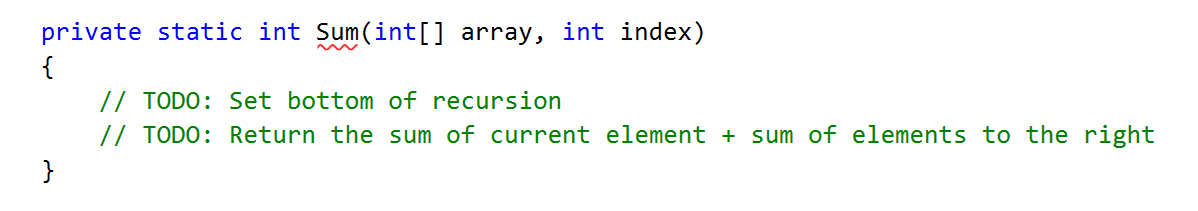 private static int Sum(int[] array, int index)
{
    // TODO: Set bottom of recursion
    // TODO: Return the sum of current element + sum of elements to the right
}